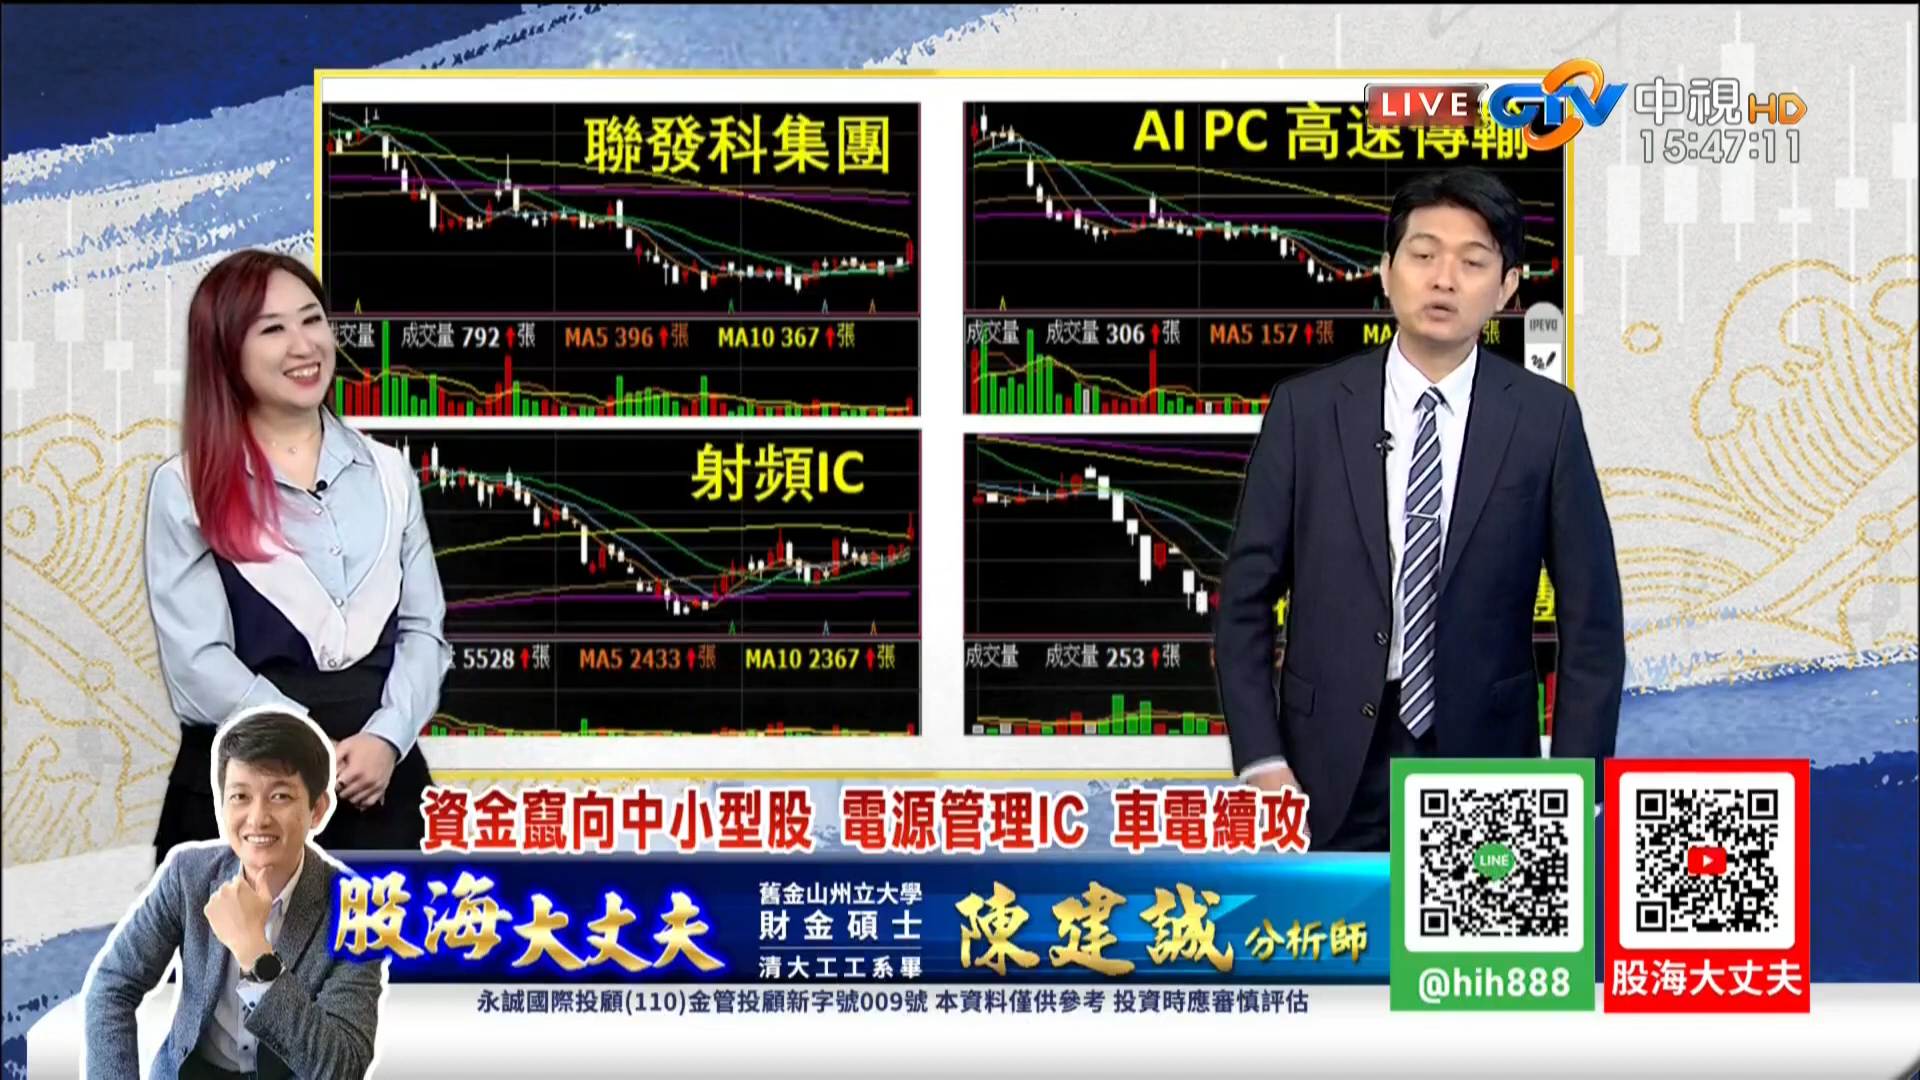 LIVE GTV 中視 HD
15:47:11
聯發科集團
成交量 792 張 MA5 396 張 MA10 367 張
AI PC 高速傳輸
成交量 成交量 306 張 MA5 157 張
IPEVO
射頻IC
5528 張 MA5 2433 張 MA10 2367 張
成交量 成交量 253 張
資金竄向中小型股 電源管理IC 車電續攻
股海大丈夫
舊金山州立大學
財金碩士
清大工工系畢
陳建誠 分析師
永誠國際投顧(110)金管投顧新字號009號 本資料僅供參考 投資時應審慎評估
LINE
@hih888
股海大丈夫